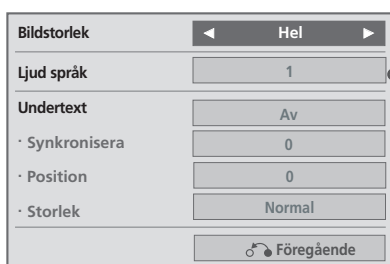 Bildstorlek ◄ Hel ►
Ljud språk 1
Undertext Av
· Synkronisera 0
· Position 0
· Storlek Normal
Föregående